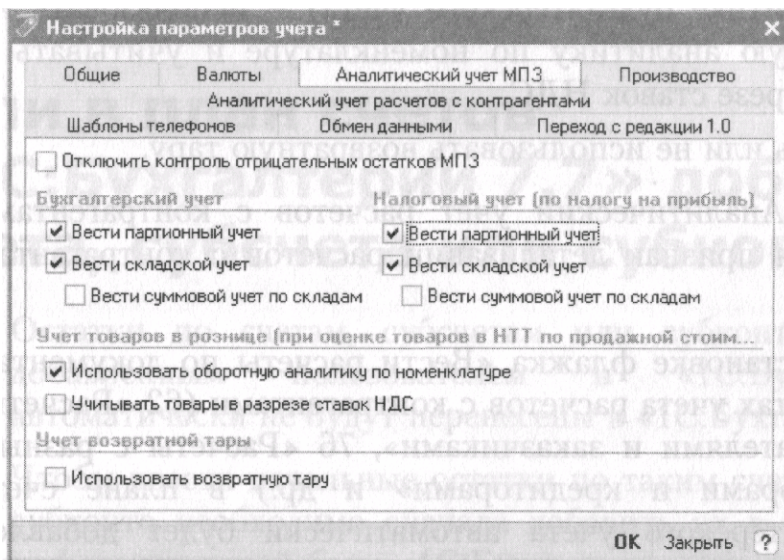 Настройка параметров учета *
Общие Валюты Аналитический учет МПЗ Производство
Аналитический учет расчетов с контрагентами
Шаблоны телефонов Обмен данными Переход с редакции 1.0
Отключить контроль отрицательных остатков МПЗ
Бухгалтерский учет Налоговый учет (по налогу на прибыль)
Вести партионный учет Вести партионный учет
Вести складской учет Вести складской учет
Вести суммовой учет по складам Вести суммовой учет по складам
Учет товаров в рознице (при оценке товаров в НТТ по продажной стоим...
Использовать оборотную аналитику по номенклатуре
Учитывать товары в разрезе ставок НДС
Учет возвратной тары
Использовать возвратную тару
OK Закрыть ?